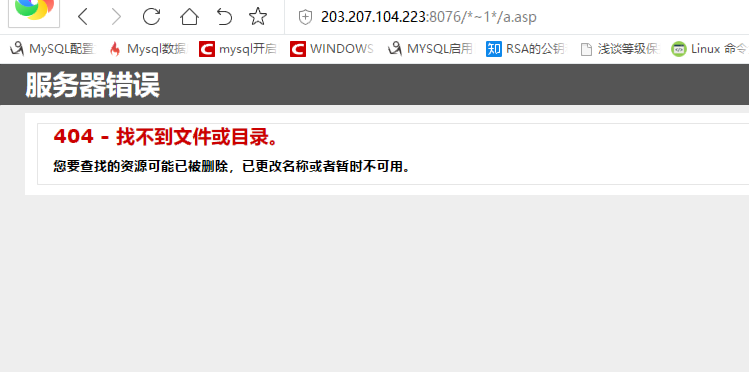 203.207.104.223:8076/*~1*/a.asp
MySQL配置 Mysql数据 mysql开启 WINDOWS MYSQL启用 RSA的公钥 浅谈等级保 Linux 命令
服务器错误
404 - 找不到文件或目录。
您要查找的资源可能已被删除，已更改名称或者暂时不可用。